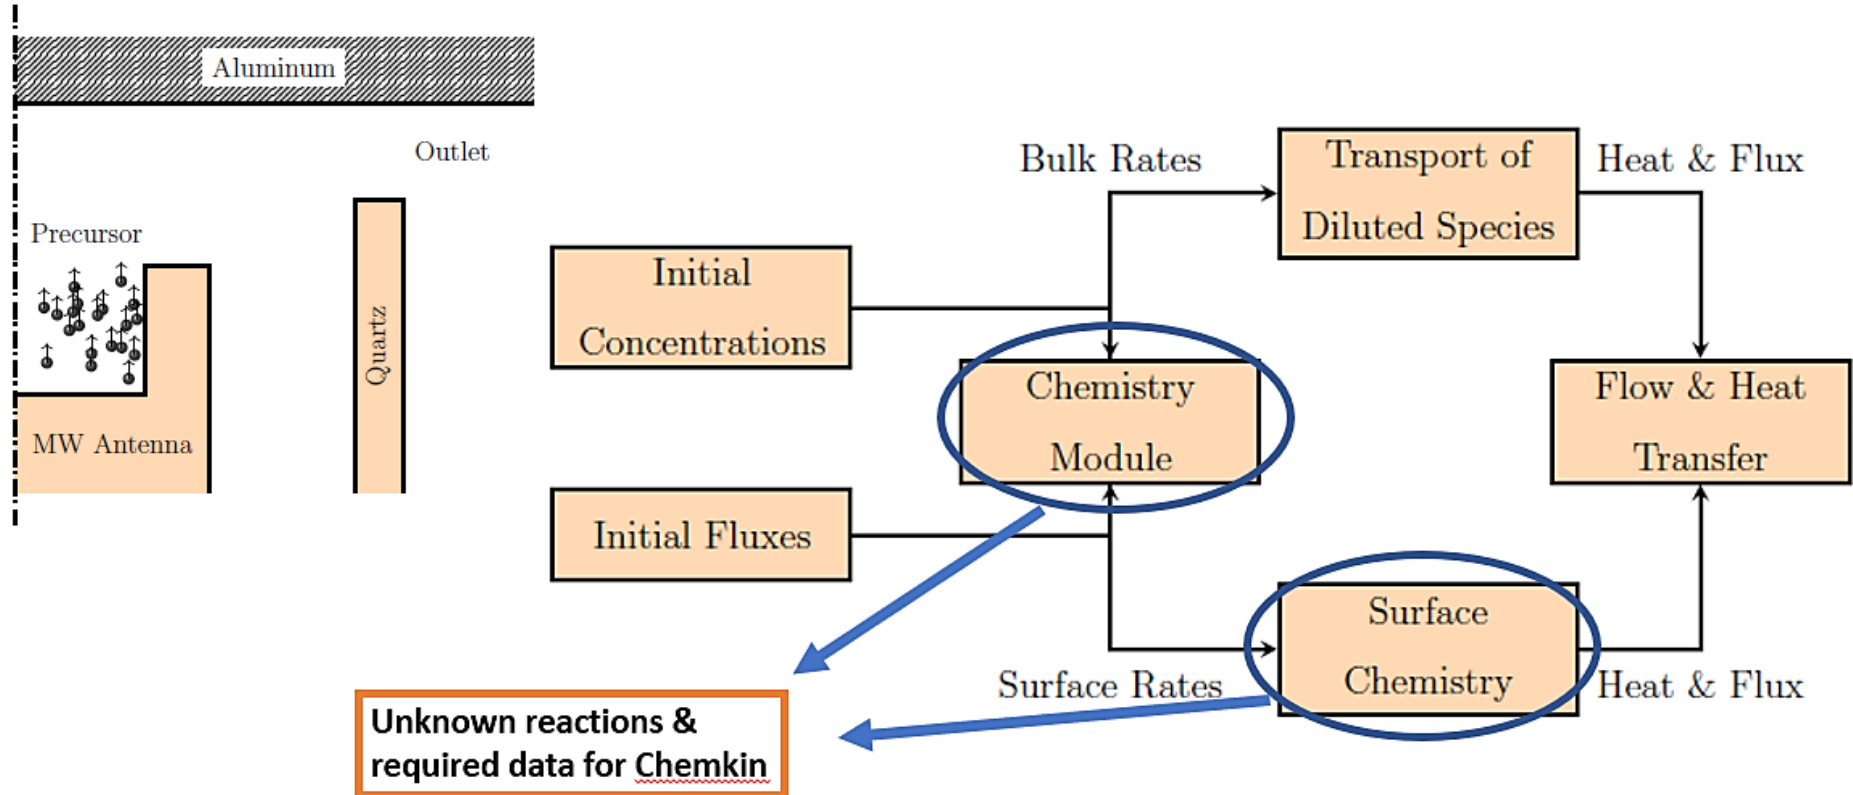 Aluminum
Outlet
Precursor
Quartz
MW Antenna
Initial
Concentrations
Initial Fluxes
Bulk Rates
Chemistry
Module
Surface Rates
Transport of
Diluted Species
Heat & Flux
Surface
Chemistry
Heat & Flux
Flow & Heat
Transfer
Unknown reactions &
required data for Chemkin